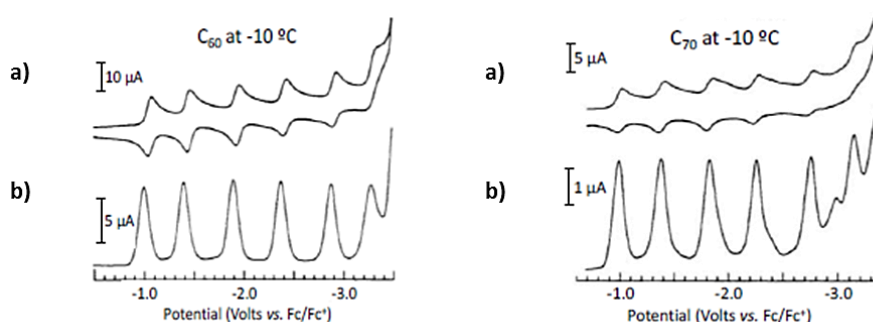 C₆₀ at -10 ºC
a)
10 µA
b)
5 µA
-1.0 -2.0 -3.0
Potential (Volts vs. Fc/Fc⁺)
C₇₀ at -10 ºC
a)
5 µA
b)
1 µA
-1.0 -2.0 -3.0
Potential (Volts vs. Fc/Fc⁺)